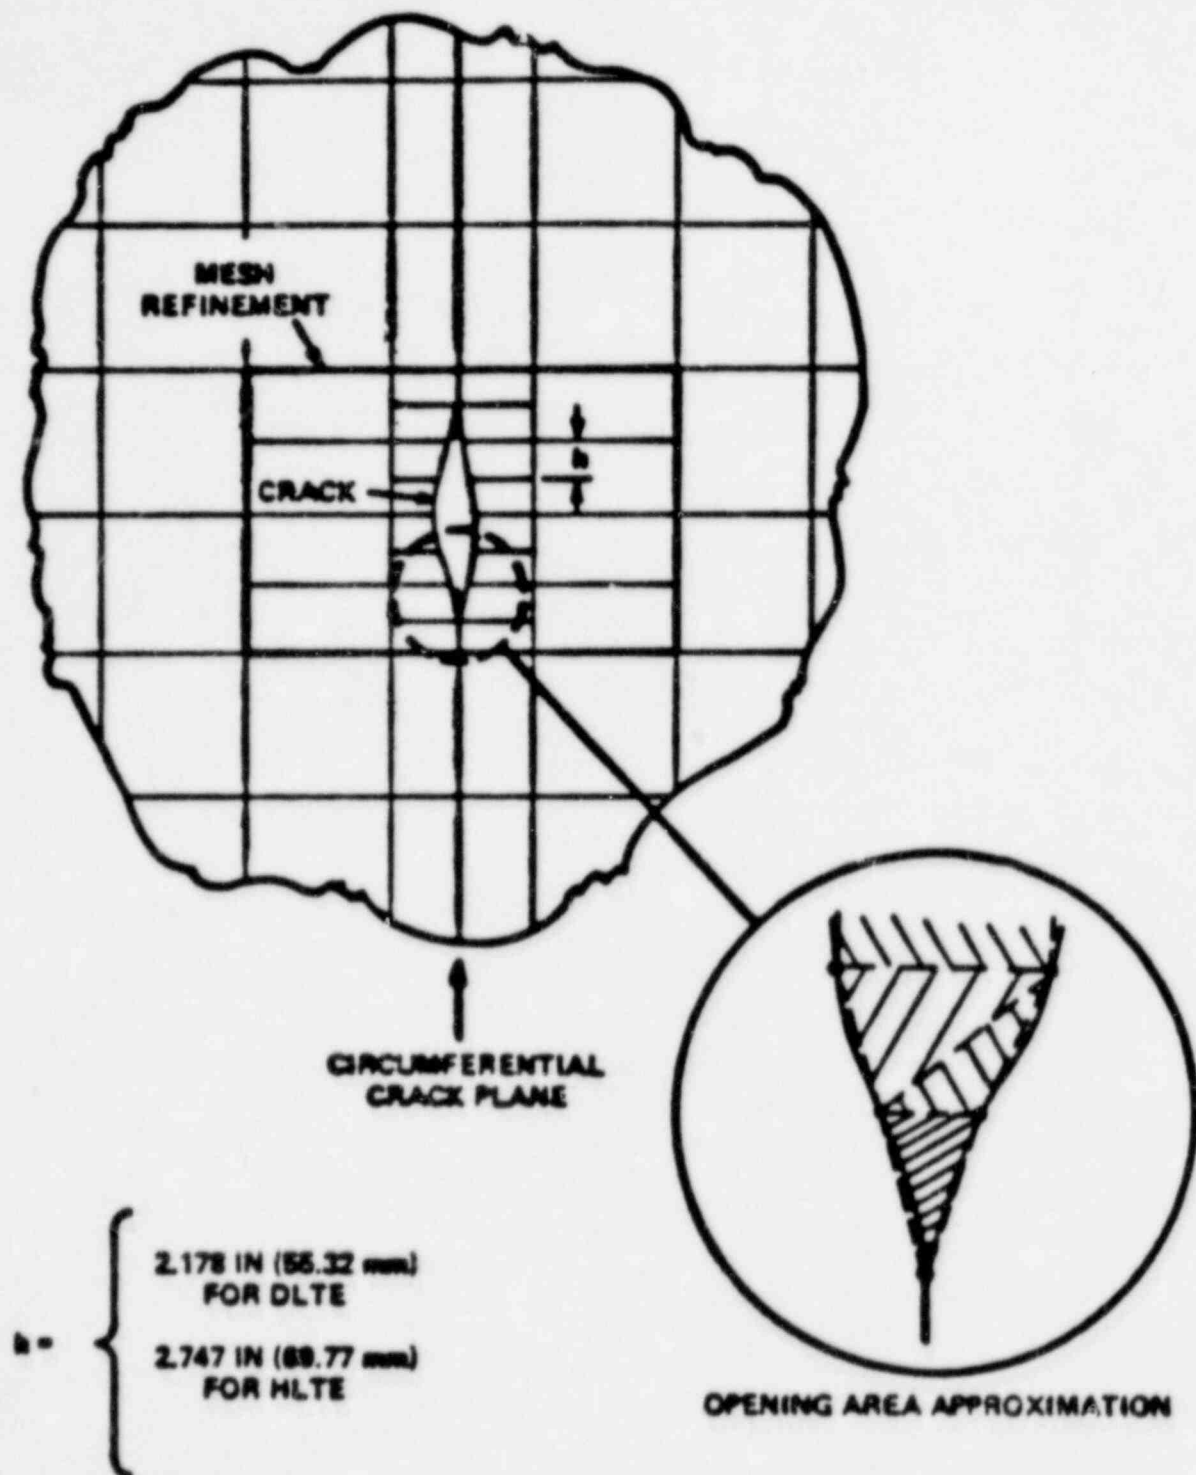 MESH
REFINEMENT
h
CRACK
CIRCUMFERENTIAL
CRACK PLANE
h =
2.178 IN (55.32 mm)
FOR DLTE
2.747 IN (69.77 mm)
FOR HLTE
OPENING AREA APPROXIMATION